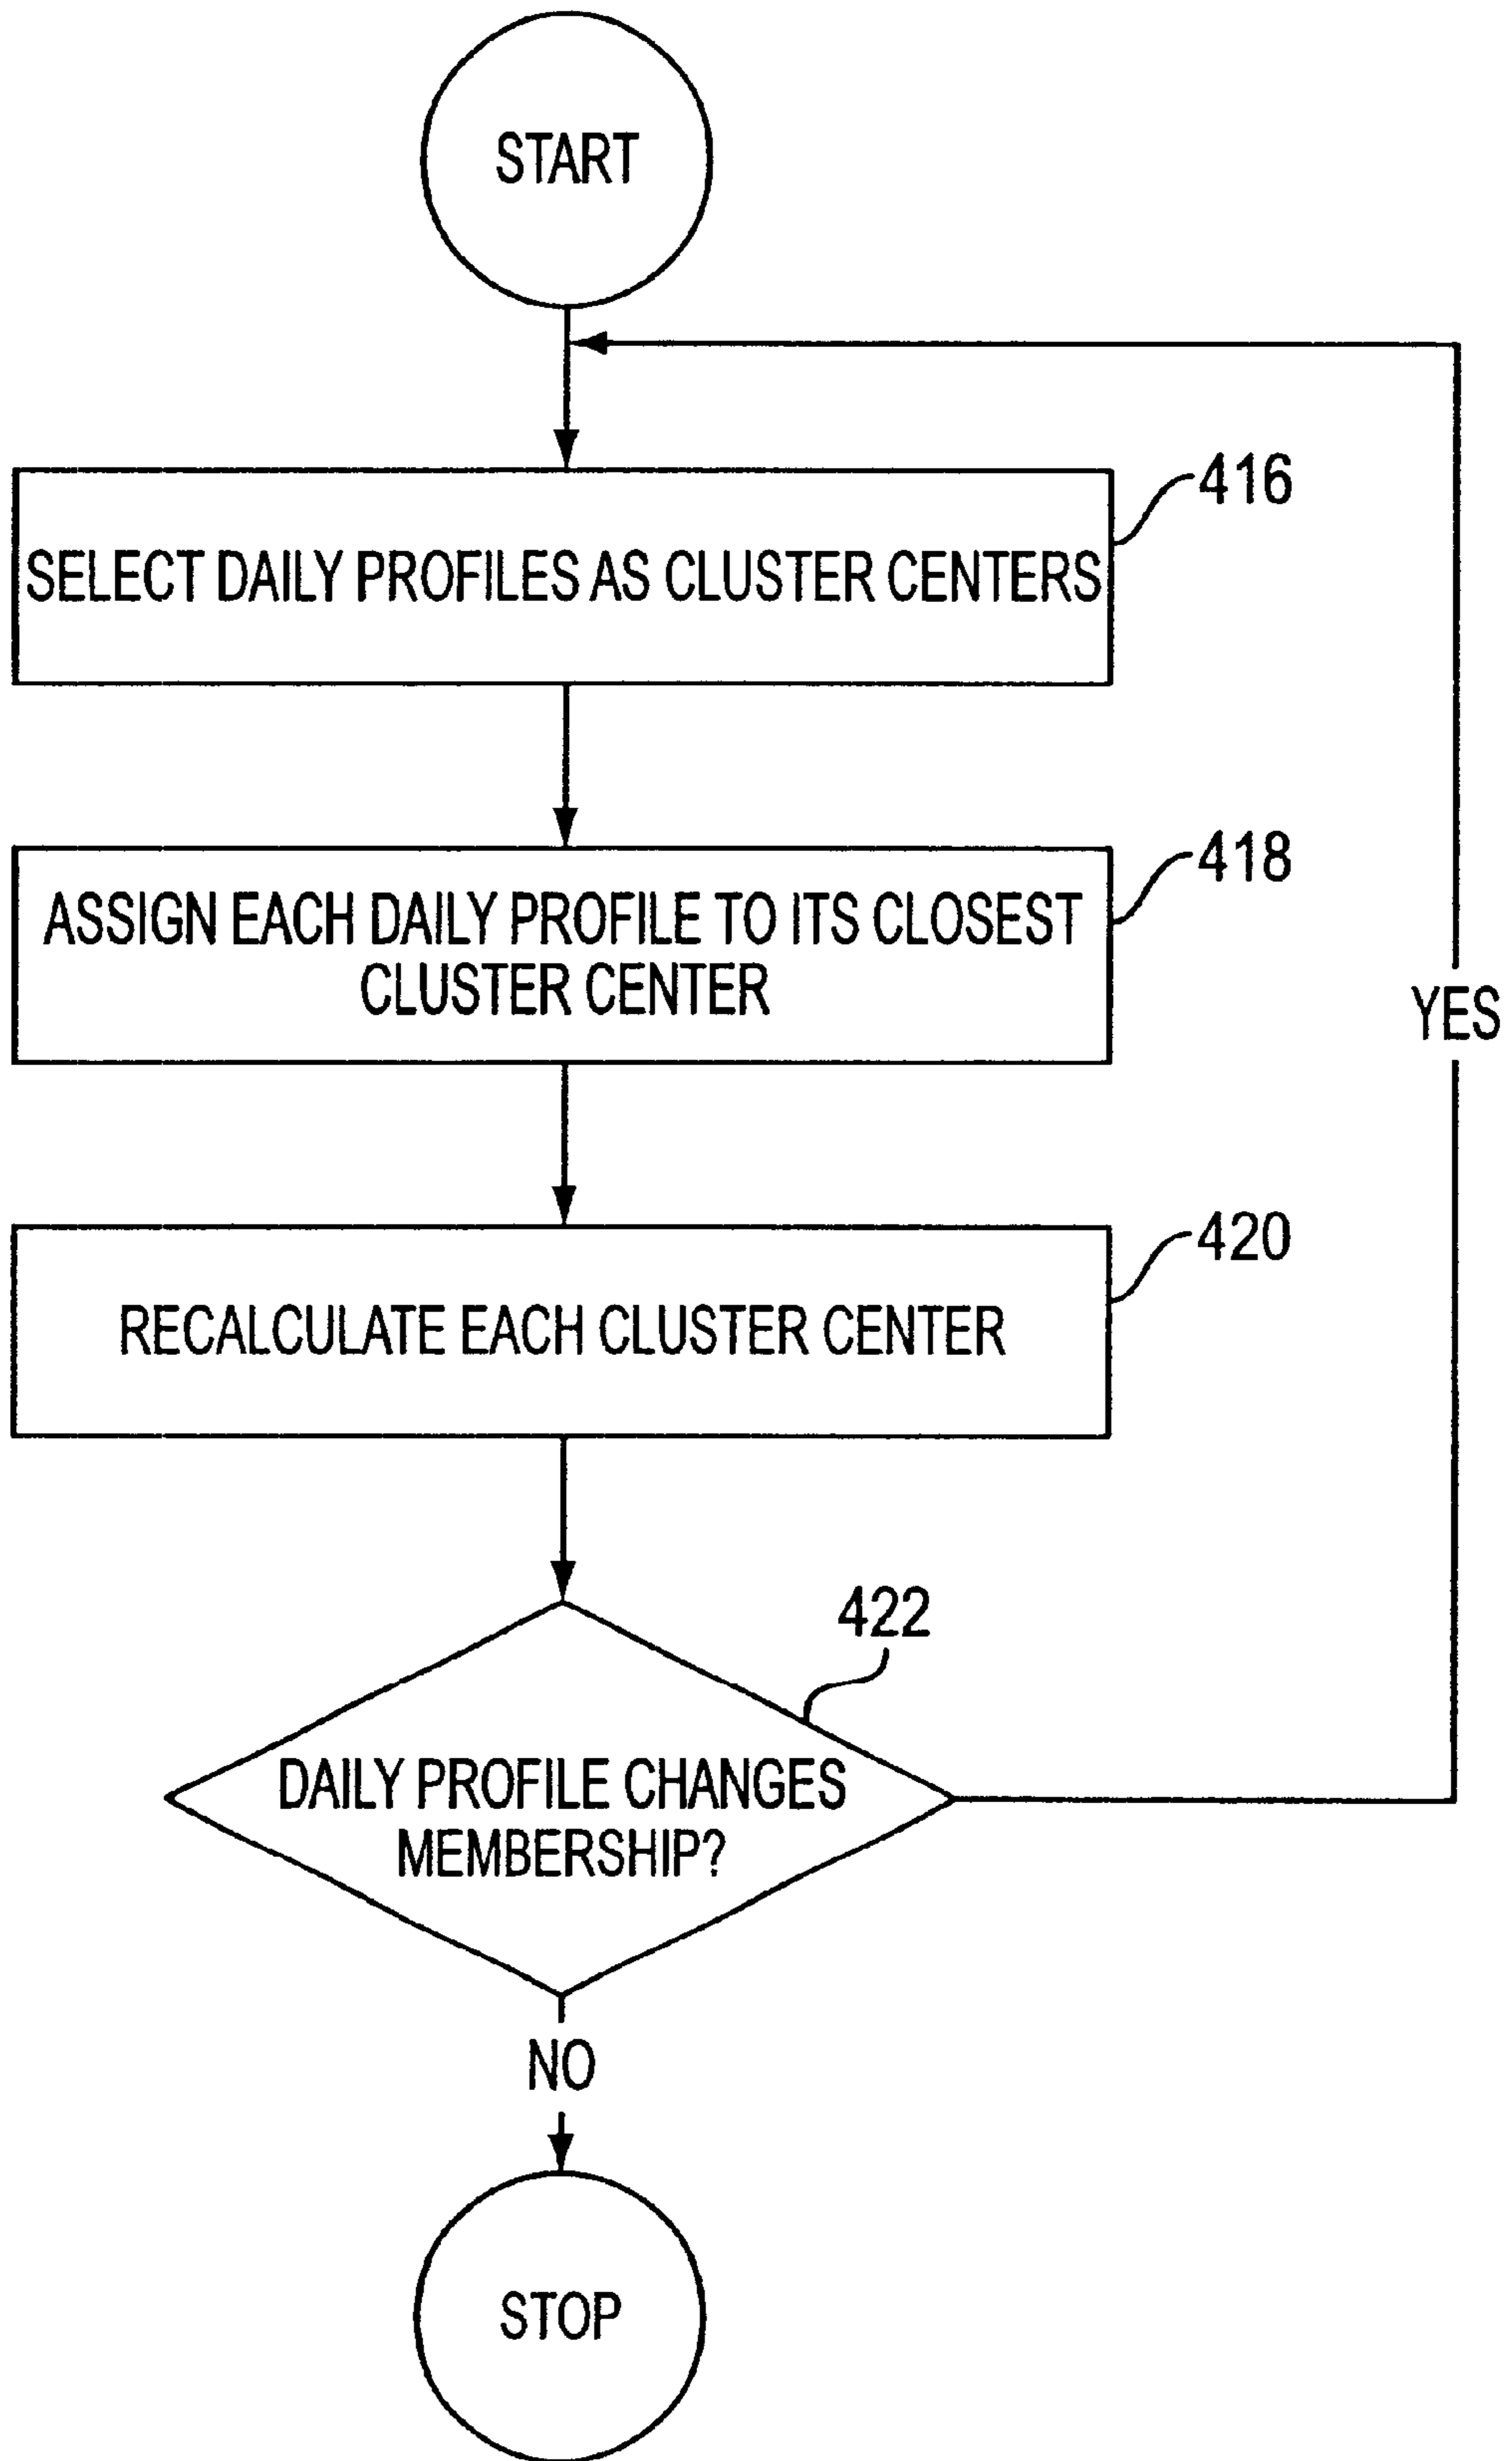 START
416
SELECT DAILY PROFILES AS CLUSTER CENTERS
418
ASSIGN EACH DAILY PROFILE TO ITS CLOSEST
CLUSTER CENTER
YES
420
RECALCULATE EACH CLUSTER CENTER
422
DAILY PROFILE CHANGES
MEMBERSHIP?
NO
STOP